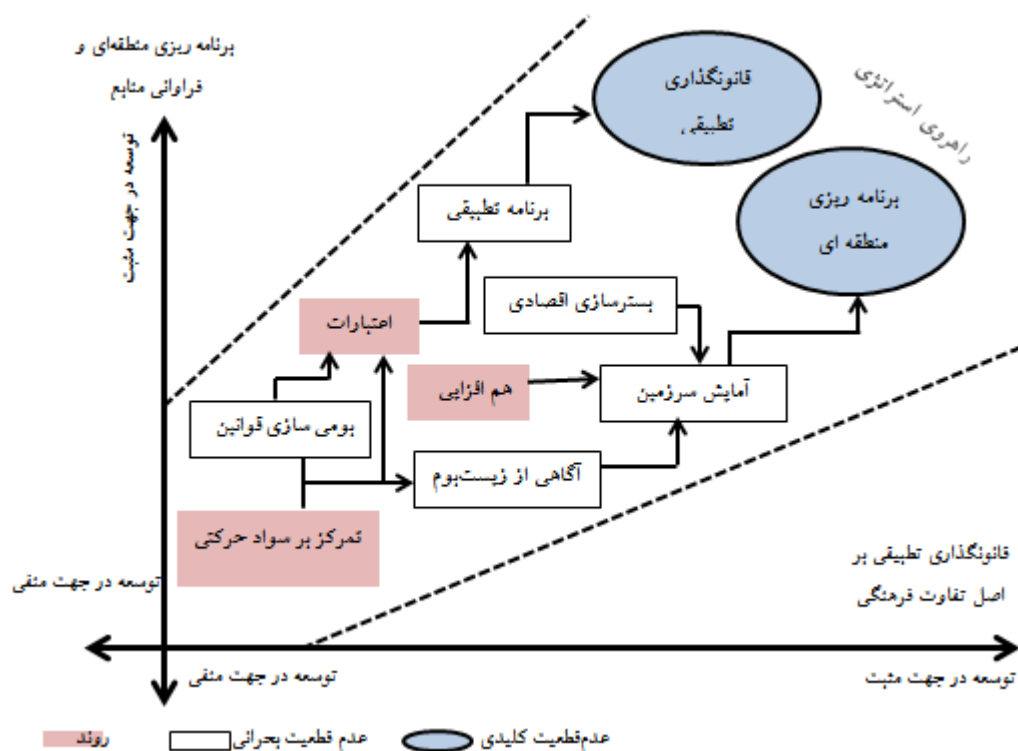 برنامه ریزی منطقه‌ای و
فراوانی منابع
توسعه در جهت مثبت
قانونگذاری
تطبیقی
راهروی استراتژی
برنامه ریزی
منطقه ای
برنامه تطبیقی
بسترسازی اقتصادی
اعتبارات
هم افزایی
آمایش سرزمین
بومی سازی قوانین
آگاهی از زیست‌بوم
تمرکز بر سواد حرکتی
توسعه در جهت منفی
قانونگذاری تطبیقی بر
اصل تفاوت فرهنگی
توسعه در جهت منفی
توسعه در جهت مثبت
عدم‌قطعیت کلیدی
عدم قطعیت بحرانی
روند